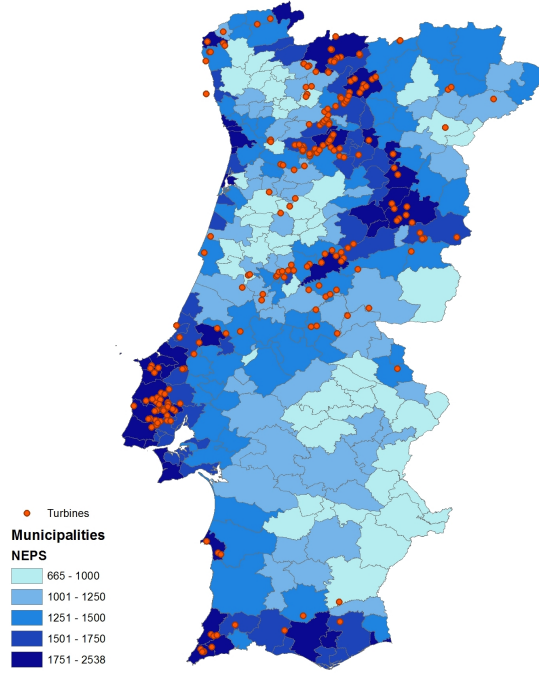 Turbines
Municipalities
NEPS
665 - 1000
1001 - 1250
1251 - 1500
1501 - 1750
1751 - 2538